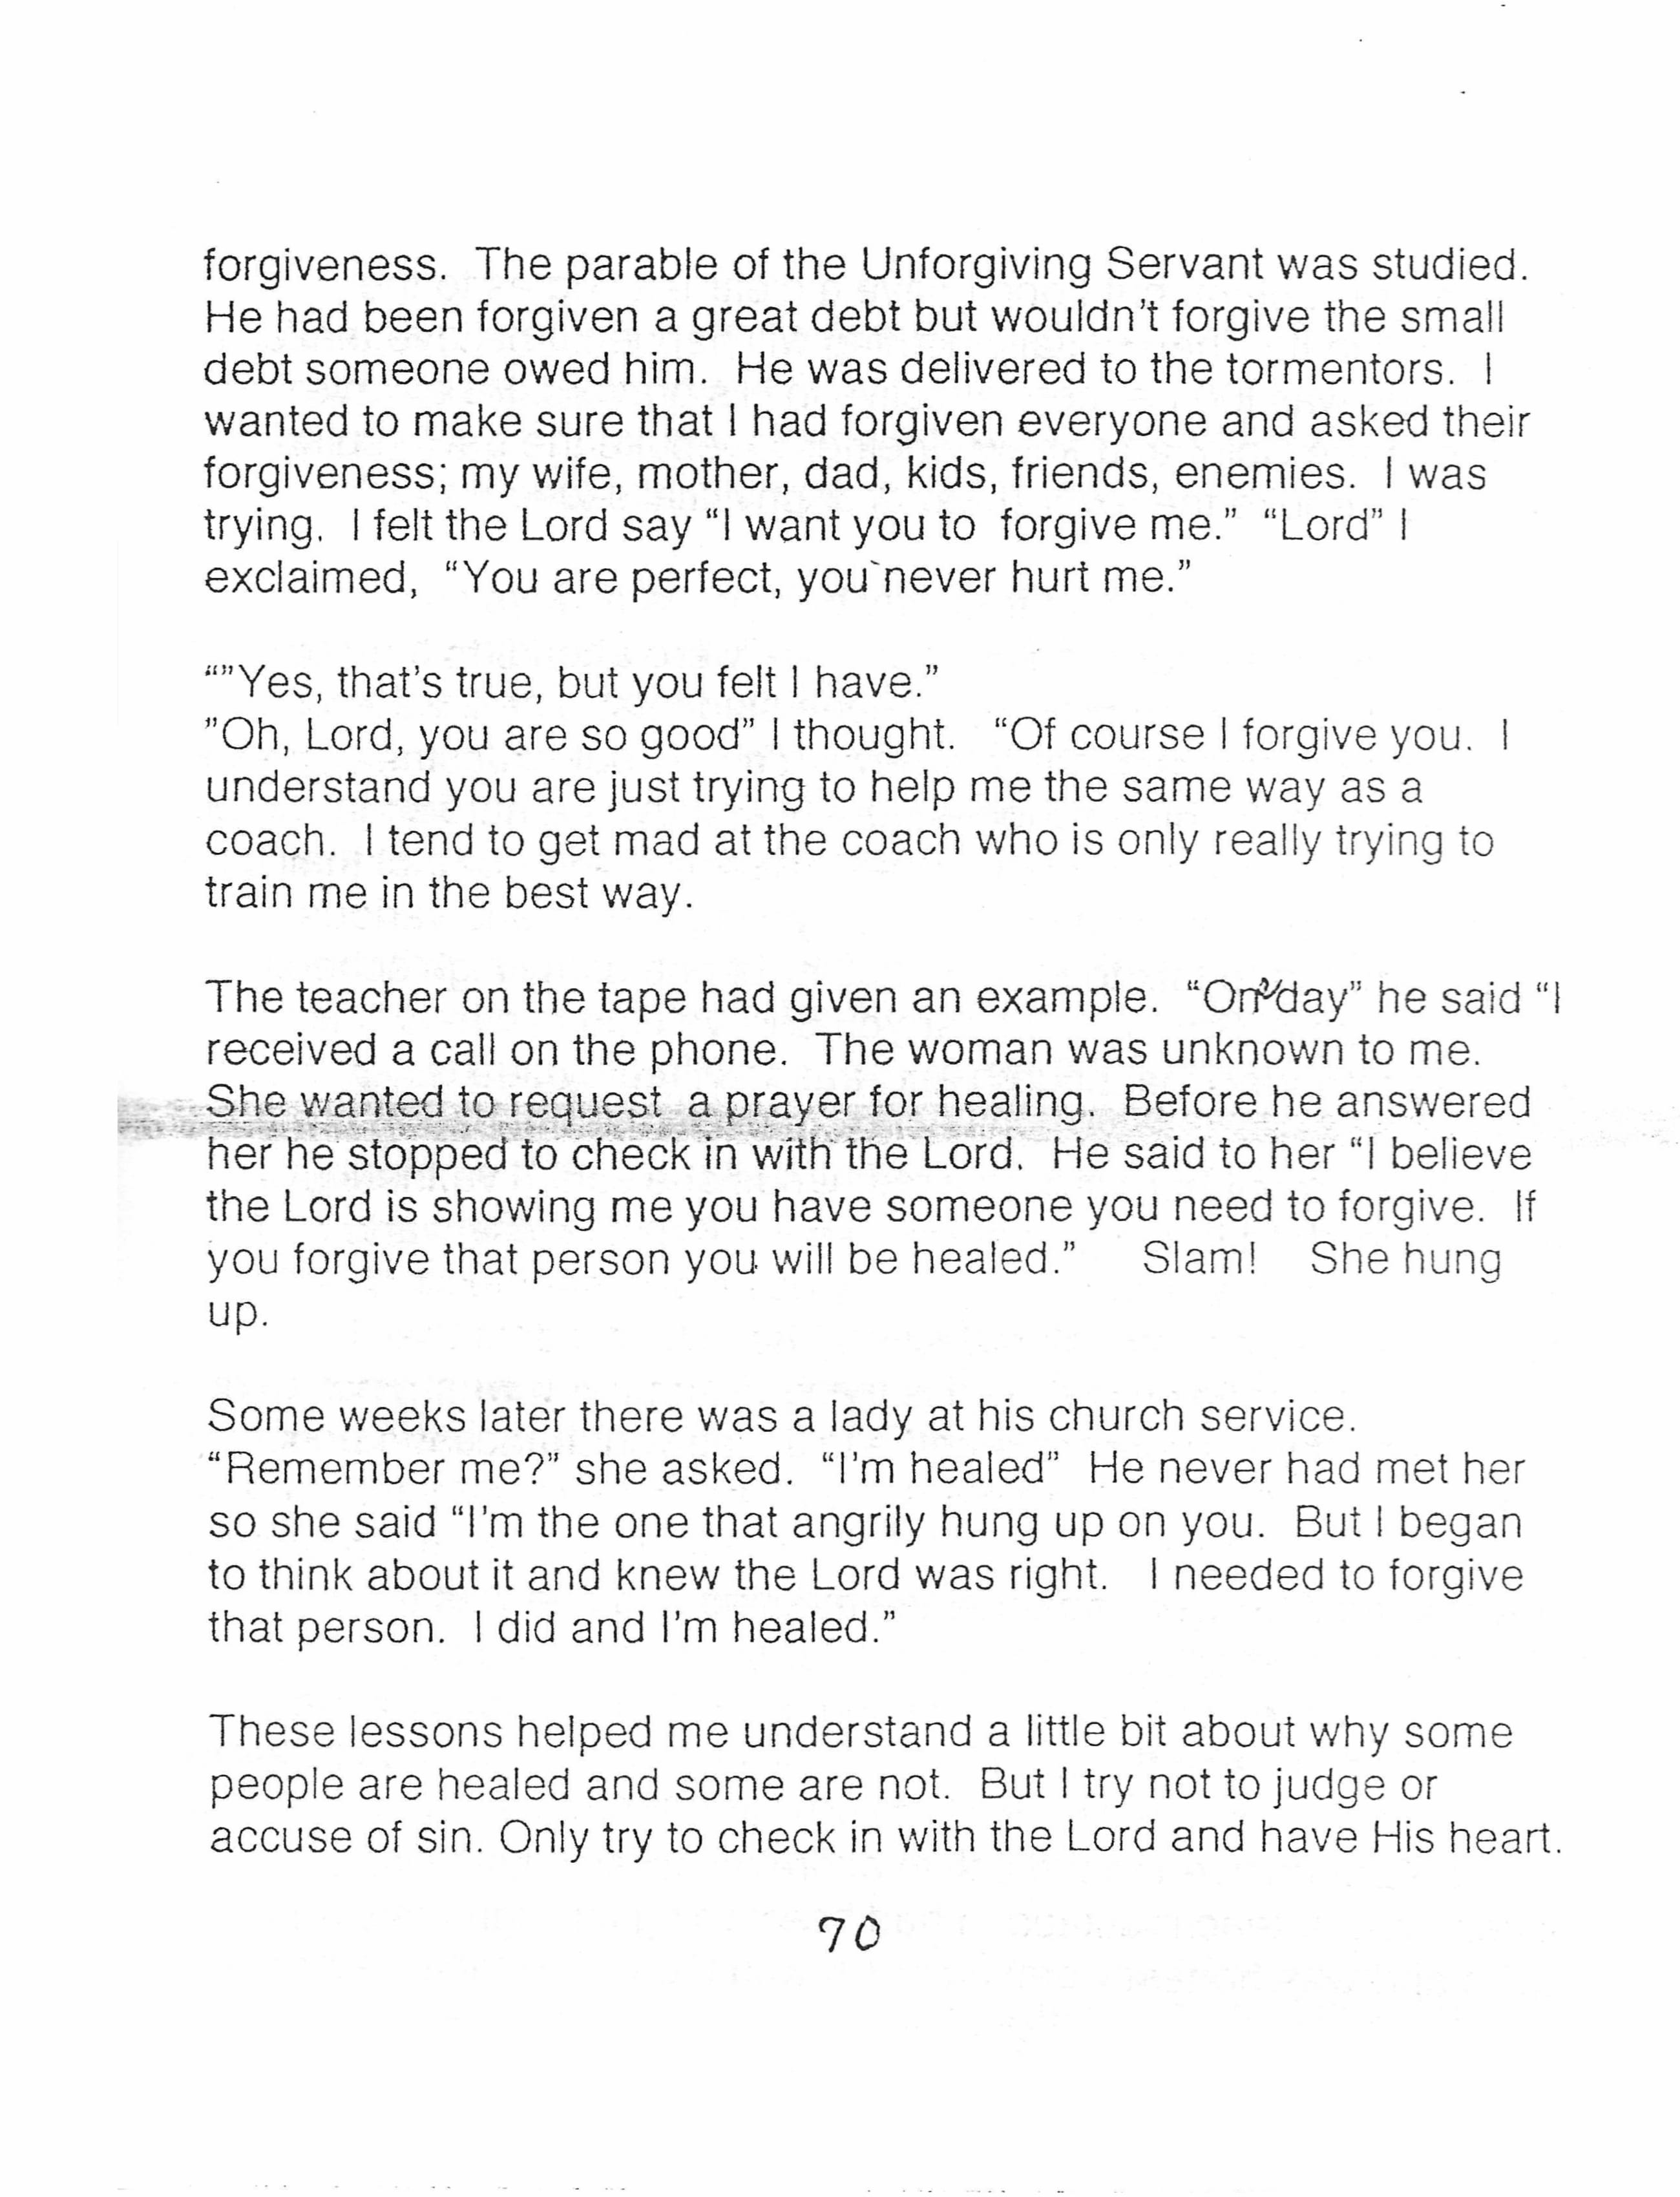 forgiveness. The parable of the Unforgiving Servant was studied.
He had been forgiven a great debt but wouldn't forgive the small
debt someone owed him. He was delivered to the tormentors. I
wanted to make sure that I had forgiven everyone and asked their
forgiveness; my wife, mother, dad, kids, friends, enemies. I was
trying. I felt the Lord say “I want you to forgive me.” “Lord” I
exclaimed, “You are perfect, you never hurt me.”

“”Yes, that's true, but you felt I have.”
”Oh, Lord, you are so good” I thought. “Of course I forgive you. I
understand you are just trying to help me the same way as a
coach. I tend to get mad at the coach who is only really trying to
train me in the best way.

The teacher on the tape had given an example. “One day” he said “I
received a call on the phone. The woman was unknown to me.
She wanted to request a prayer for healing. Before he answered
her he stopped to check in with the Lord. He said to her “I believe
the Lord is showing me you have someone you need to forgive. If
you forgive that person you will be healed.” Slam! She hung
up.

Some weeks later there was a lady at his church service.
“Remember me?” she asked. “I'm healed” He never had met her
so she said “I'm the one that angrily hung up on you. But I began
to think about it and knew the Lord was right. I needed to forgive
that person. I did and I'm healed.”

These lessons helped me understand a little bit about why some
people are healed and some are not. But I try not to judge or
accuse of sin. Only try to check in with the Lord and have His heart.

70